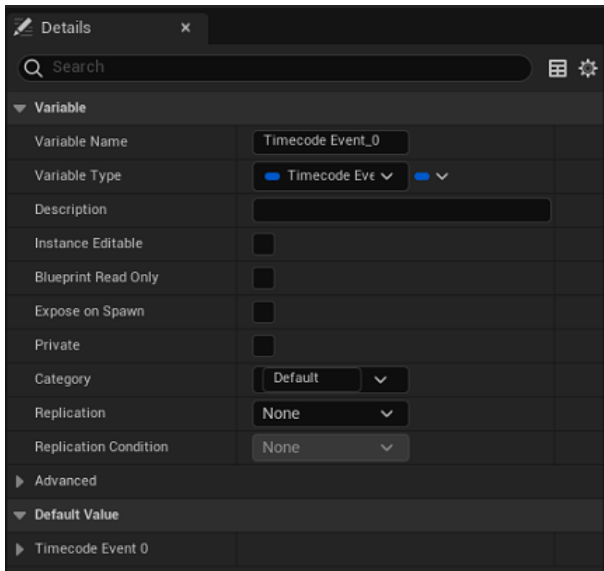 Details
Search
Variable
Variable Name Timecode Event_0
Variable Type Timecode Eve
Description
Instance Editable
Blueprint Read Only
Expose on Spawn
Private
Category Default
Replication None
Replication Condition None
Advanced
Default Value
Timecode Event 0